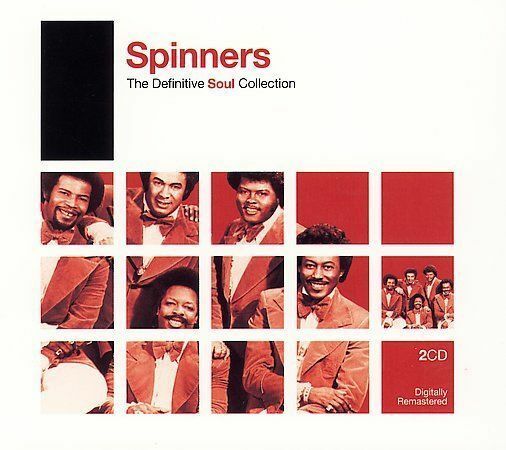 Spinners
The Definitive Soul Collection
2CD
Digitally
Remastered